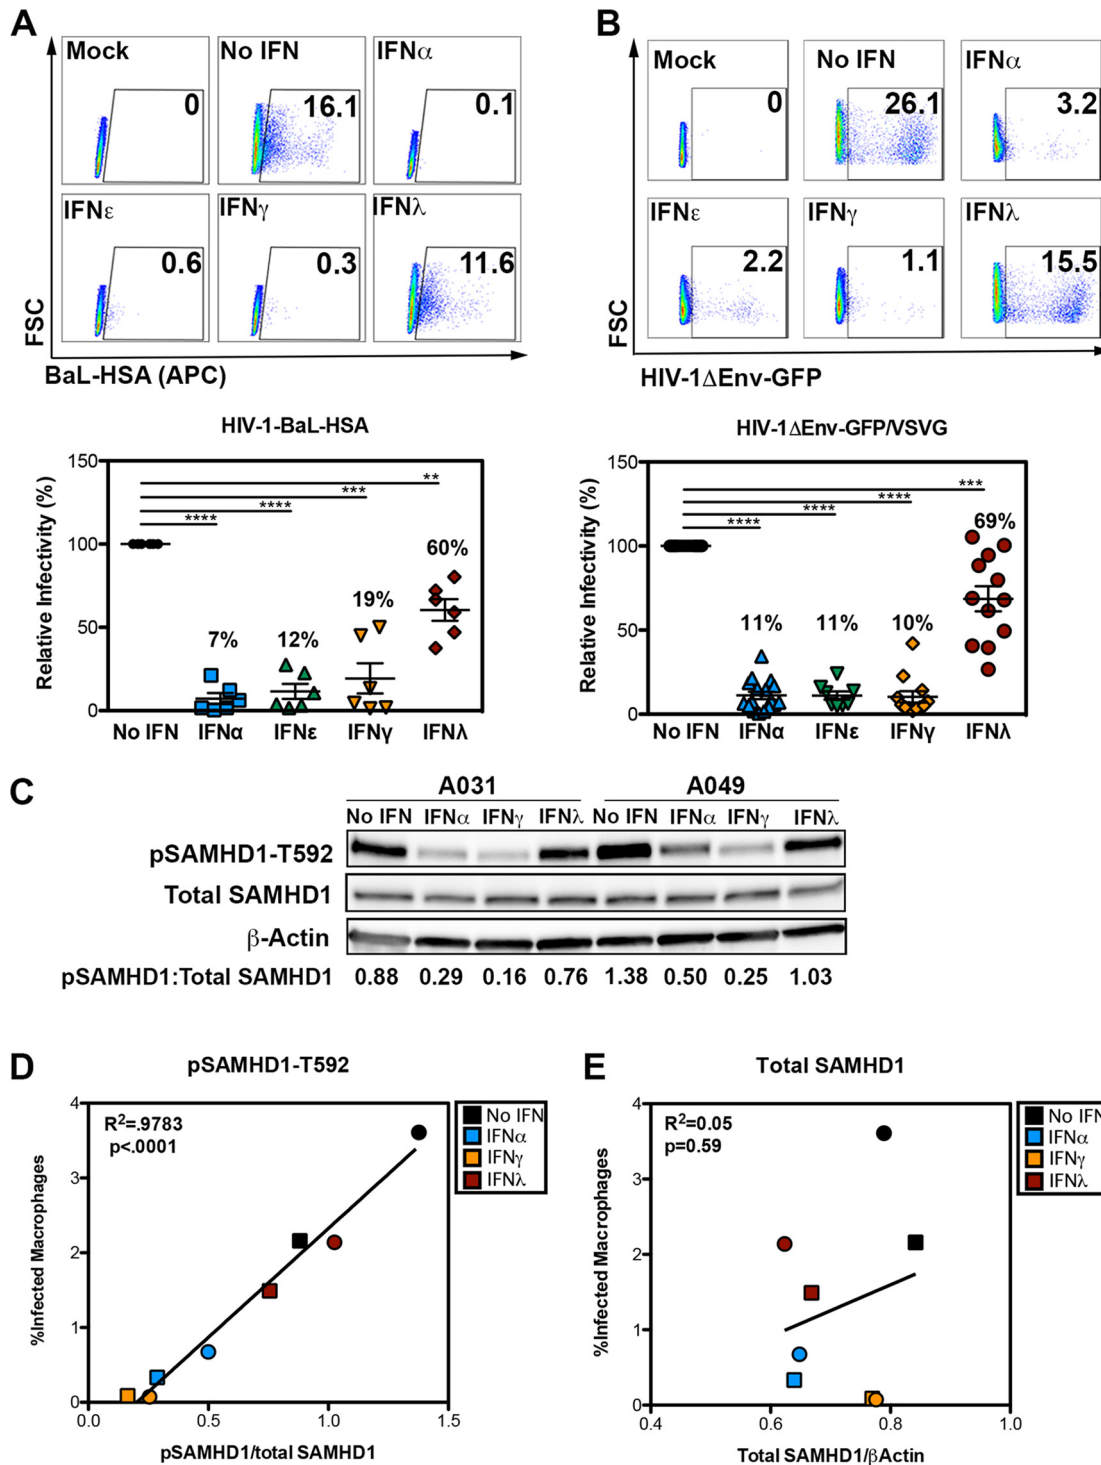 A
Mock
No IFN
IFNα
0
16.1
0.1
IFNε
IFNγ
IFNλ
0.6
0.3
11.6
FSC
BaL-HSA (APC)
B
Mock
No IFN
IFNα
0
26.1
3.2
IFNε
IFNγ
IFNλ
2.2
1.1
15.5
FSC
HIV-1ΔEnv-GFP
HIV-1-BaL-HSA
Relative Infectivity (%)
150
100
50
0
**
***
****
****
7%
12%
19%
60%
No IFN IFNα IFNε IFNγ IFNλ
HIV-1ΔEnv-GFP/VSVG
Relative Infectivity (%)
150
100
50
0
***
****
****
****
11%
11%
10%
69%
No IFN IFNα IFNε IFNγ IFNλ
C
A031 A049
No IFN IFNα IFNγ IFNλ No IFN IFNα IFNγ IFNλ
pSAMHD1-T592
Total SAMHD1
β-Actin
pSAMHD1:Total SAMHD1 0.88 0.29 0.16 0.76 1.38 0.50 0.25 1.03
D
pSAMHD1-T592
R²=.9783
p<.0001
%Infected Macrophages
4
3
2
1
0
0.0 0.5 1.0 1.5
pSAMHD1/total SAMHD1
No IFN
IFNα
IFNγ
IFNλ
E
Total SAMHD1
R²=0.05
p=0.59
%Infected Macrophages
4
3
2
1
0
0.4 0.6 0.8 1.0
Total SAMHD1/βActin
No IFN
IFNα
IFNγ
IFNλ